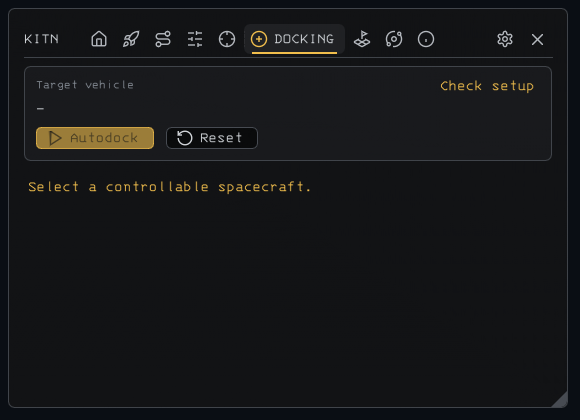 KITN DOCKING
Target vehicle Check setup
–
Autodock Reset
Select a controllable spacecraft.